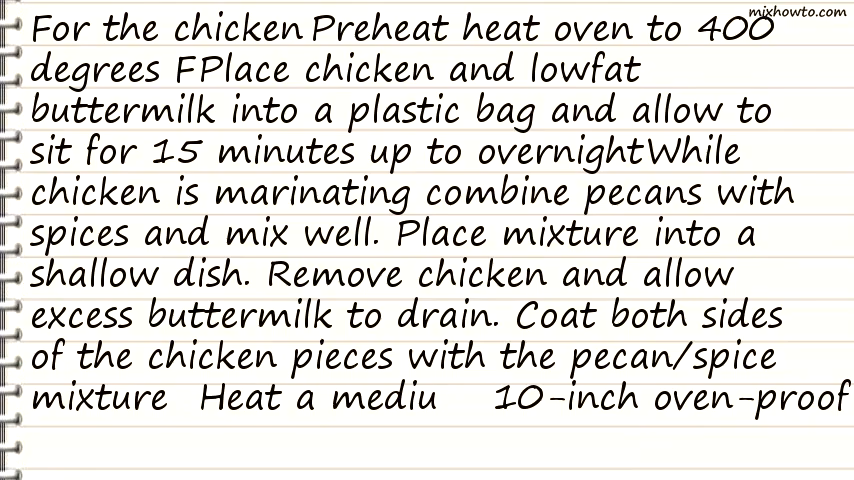 mixhowto.com
For the chicken Preheat heat oven to 400
degrees FPlace chicken and lowfat
buttermilk into a plastic bag and allow to
sit for 15 minutes up to overnightWhile
chicken is marinating combine pecans with
spices and mix well. Place mixture into a
shallow dish. Remove chicken and allow
excess buttermilk to drain. Coat both sides
of the chicken pieces with the pecan/spice
mixture Heat a mediu 10-inch oven-proof